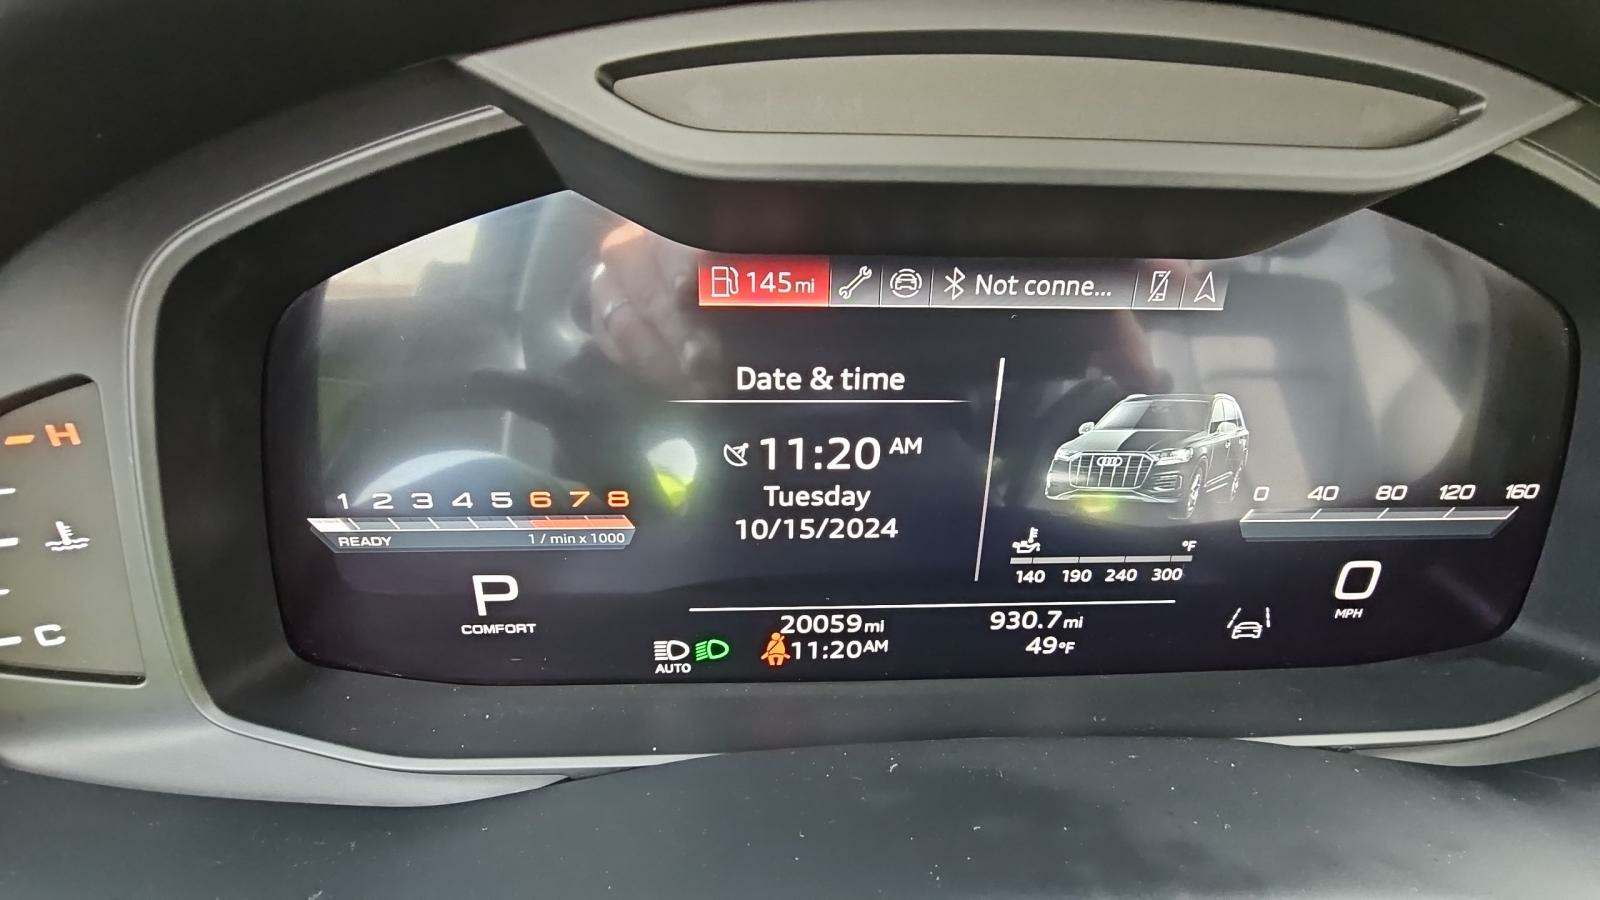 145mi
Not conne...
Date & time
11:20 AM
Tuesday
10/15/2024
H
C
1 2 3 4 5 6 7 8
READY
1 / min x 1000
P
COMFORT
°F
140 190 240 300
0 40 80 120 160
0
MPH
20059mi
930.7mi
AUTO
11:20AM
49°F